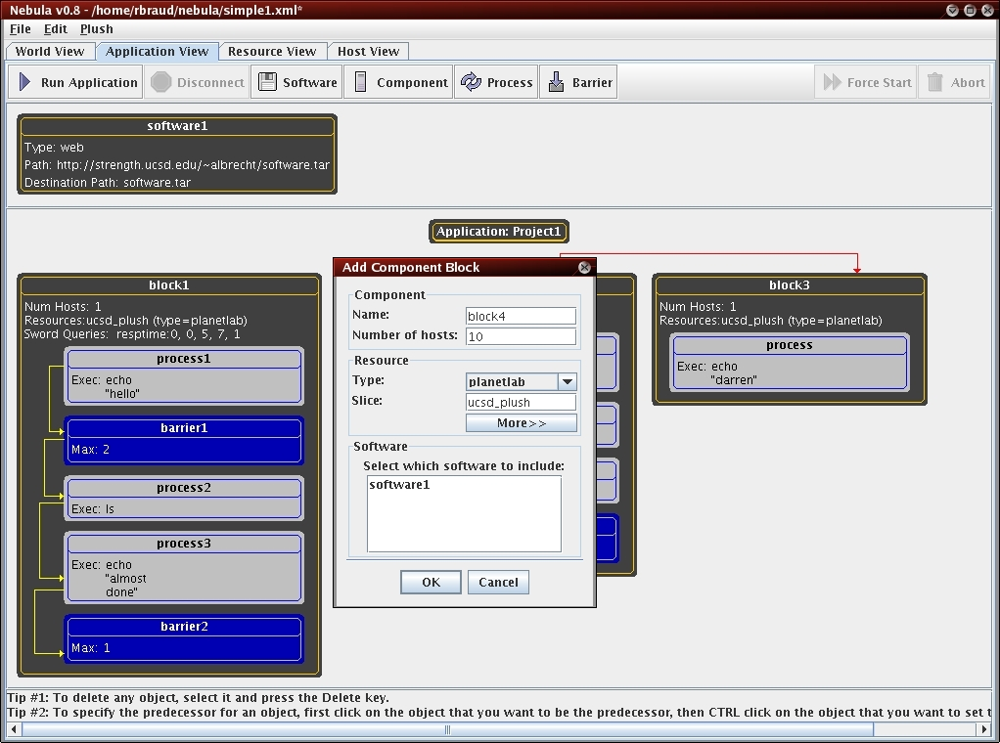 Nebula v0.8 - /home/rbraud/nebula/simple1.xml*
File Edit Plush
World View Application View Resource View Host View
Run Application Disconnect Software Component Process Barrier Force Start Abort
software1
Type: web
Path: http://strength.ucsd.edu/~albrecht/software.tar
Destination Path: software.tar
Application: Project1
block1
Num Hosts: 1
Resources:ucsd_plush (type=planetlab)
Sword Queries: resptime:0, 0, 5, 7, 1
process1
Exec: echo
"hello"
barrier1
Max: 2
process2
Exec: ls
process3
Exec: echo
"almost
done"
barrier2
Max: 1
Add Component Block
Component
Name: block4
Number of hosts: 10
Resource
Type: planetlab
Slice: ucsd_plush
More>>
Software
Select which software to include:
software1
OK Cancel
block3
Num Hosts: 1
Resources:ucsd_plush (type=planetlab)
process
Exec: echo
"darren"
Tip #1: To delete any object, select it and press the Delete key.
Tip #2: To specify the predecessor for an object, first click on the object that you want to be the predecessor, then CTRL click on the object that you want to set t